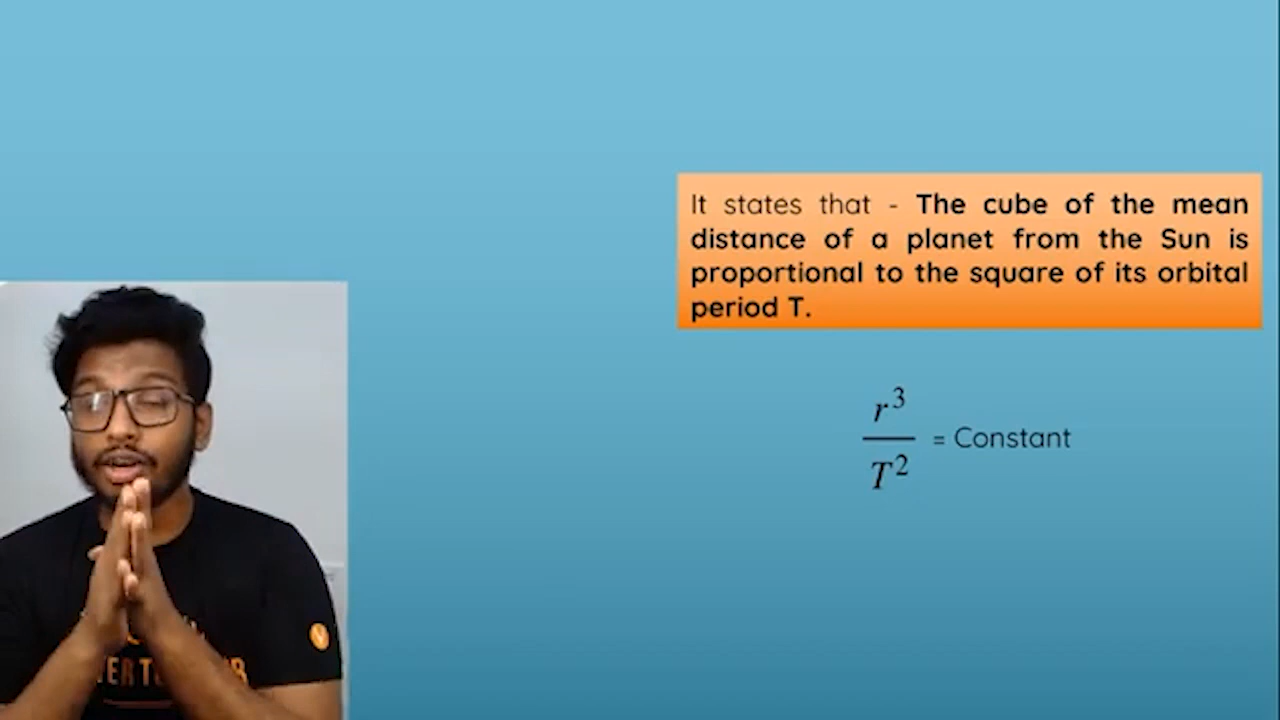 It states that - The cube of the mean
distance of a planet from the Sun is
proportional to the square of its orbital
period T.
r³
T²
= Constant